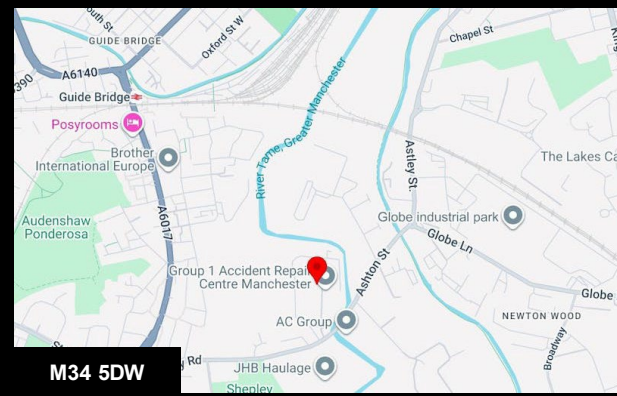 South St
GUIDE BRIDGE
Oxford St W
Chapel St
A6140
Guide Bridge
Posyrooms
Brother
International Europe
River Tame, Greater Manchester
Astley St.
The Lakes Ca
Audenshaw
Ponderosa
A6017
Globe industrial park
Globe Ln
Group 1 Accident Repair
Centre Manchester
Ashton St
Globe
AC Group
NEWTON WOOD
Broadway
y Rd
JHB Haulage
Shepley
M34 5DW